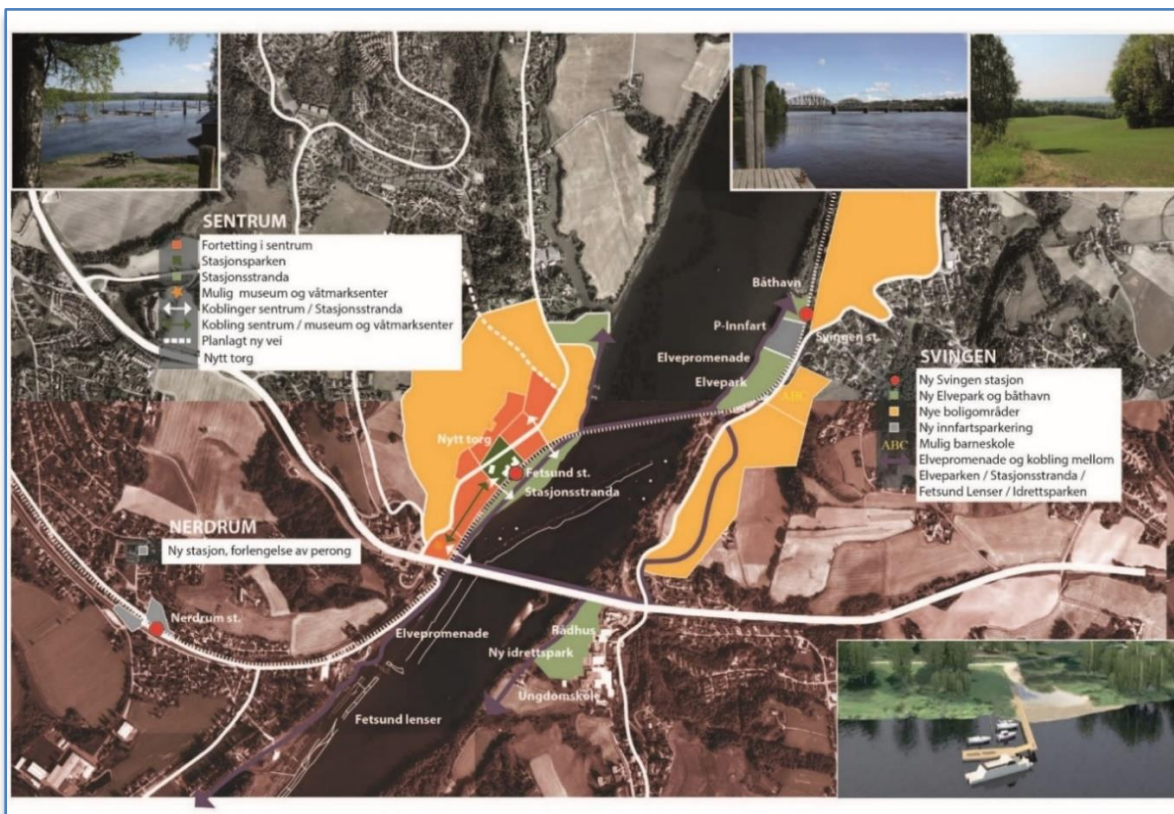 SENTRUM
Fortetting i sentrum
Stasjonsparken
Stasjonsstranda
Mulig museum og våtmarksenter
Koblinger sentrum / Stasjonsstranda
Kobling sentrum / museum og våtmarksenter
Planlagt ny vei
Nytt torg
Båthavn
P-Innfart
Svingen st.
Elvepromenade
Elvepark
ABC
SVINGEN
Ny Svingen stasjon
Ny Elvepark og båthavn
Nye boligområder
Ny innfartsparkering
ABC Mulig barneskole
Elvepromenade og kobling mellom
Elveparken / Stasjonsstranda /
Fetsund Lenser / Idrettsparken
Nytt torg
Fetsund st.
Stasjonsstranda
NERDRUM
Ny stasjon, forlengelse av perong
Nerdrum st.
Elvepromenade
Rådhus
Ny idrettspark
Ungdomskole
Fetsund lenser